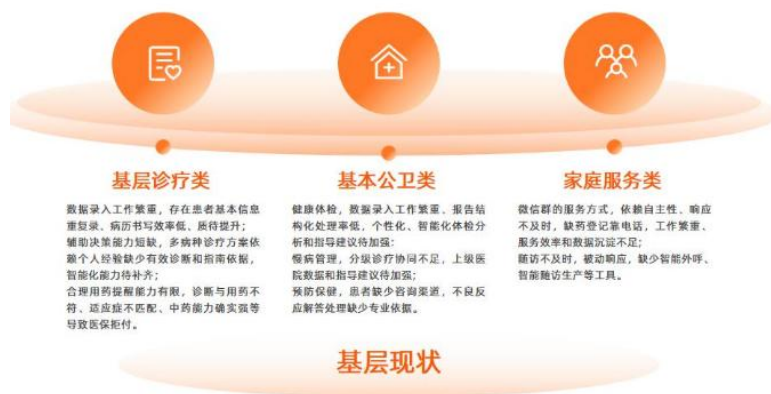 基层诊疗类
数据录入工作繁重，存在患者基本信息
重复录、病历书写效率低、质待提升；
辅助决策能力短缺，多病种诊疗方案依
赖个人经验缺少有效诊断和指南依据，
智能化能力待补齐；
合理用药提醒能力有限，诊断与用药不
符、适应症不匹配、中药能力确实强等
导致医保拒付。
基本公卫类
健康体检，数据录入工作繁重、报告结
构化处理率低，个性化、智能化体检分
析和指导建议待加强：
慢病管理，分级诊疗协同不足，上级医
院数据和指导建议待加强；
预防保健，患者缺少咨询渠道，不良反
应解答处理缺少专业依据。
家庭服务类
微信群的服务方式，依赖自主性、响应
不及时，缺药登记靠电话，工作繁重、
服务效率和数据沉淀不足；
随访不及时，被动响应，缺少智能外呼、
智能随访生产等工具。
基层现状